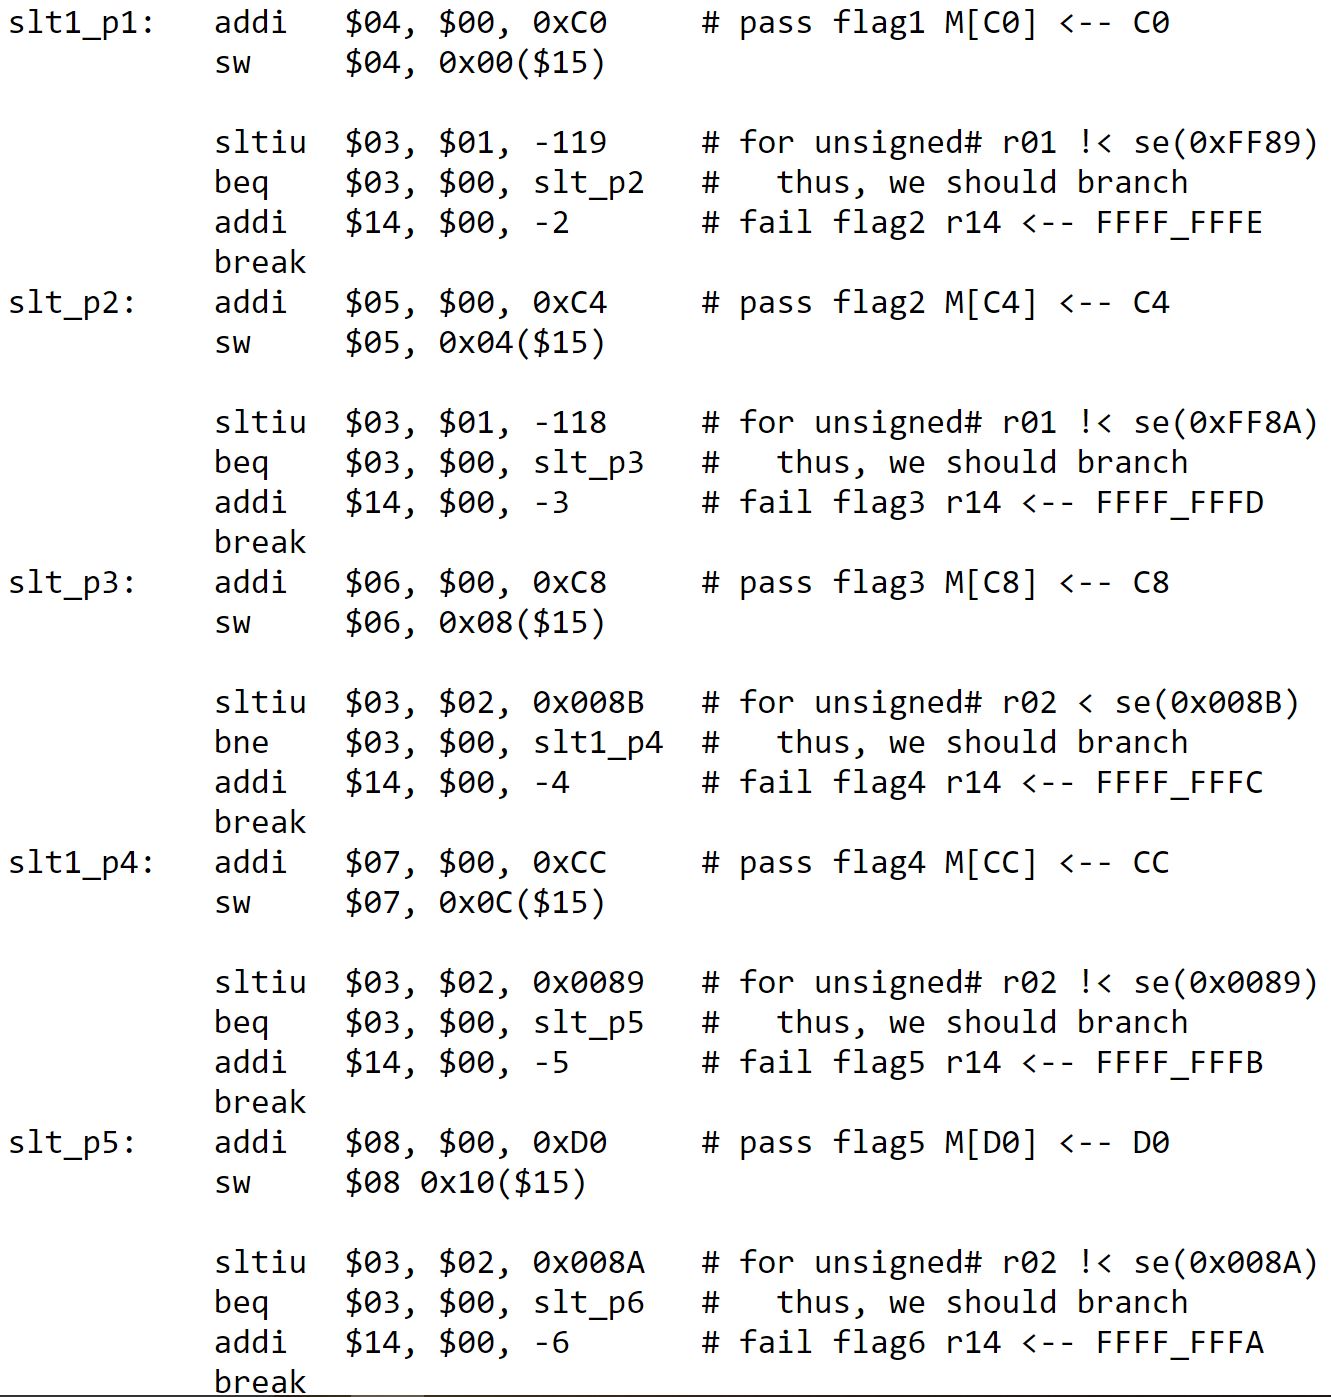 slt1_p1: addi $04, $00, 0xC0 # pass flag1 M[C0] <-- C0
sw $04, 0x00($15)
sltiu $03, $01, -119 # for unsigned# r01 !< se(0xFF89)
beq $03, $00, slt_p2 # thus, we should branch
addi $14, $00, -2 # fail flag2 r14 <-- FFFF_FFFE
break
slt_p2: addi $05, $00, 0xC4 # pass flag2 M[C4] <-- C4
sw $05, 0x04($15)
sltiu $03, $01, -118 # for unsigned# r01 !< se(0xFF8A)
beq $03, $00, slt_p3 # thus, we should branch
addi $14, $00, -3 # fail flag3 r14 <-- FFFF_FFFD
break
slt_p3: addi $06, $00, 0xC8 # pass flag3 M[C8] <-- C8
sw $06, 0x08($15)
sltiu $03, $02, 0x008B # for unsigned# r02 < se(0x008B)
bne $03, $00, slt1_p4 # thus, we should branch
addi $14, $00, -4 # fail flag4 r14 <-- FFFF_FFFC
break
slt1_p4: addi $07, $00, 0xCC # pass flag4 M[CC] <-- CC
sw $07, 0x0C($15)
sltiu $03, $02, 0x0089 # for unsigned# r02 !< se(0x0089)
beq $03, $00, slt_p5 # thus, we should branch
addi $14, $00, -5 # fail flag5 r14 <-- FFFF_FFFB
break
slt_p5: addi $08, $00, 0xD0 # pass flag5 M[D0] <-- D0
sw $08 0x10($15)
sltiu $03, $02, 0x008A # for unsigned# r02 !< se(0x008A)
beq $03, $00, slt_p6 # thus, we should branch
addi $14, $00, -6 # fail flag6 r14 <-- FFFF_FFFA
break